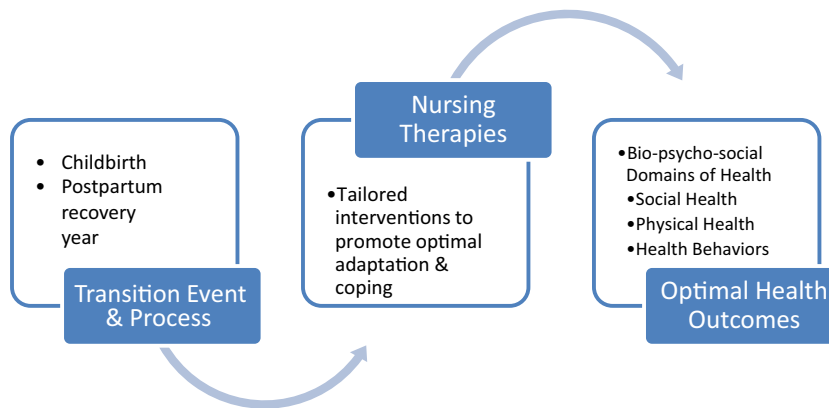 • Childbirth
• Postpartum
recovery
year
Transition Event
& Process
Nursing
Therapies
•Tailored
interventions to
promote optimal
adaptation &
coping
•Bio-psycho-social
Domains of Health
•Social Health
•Physical Health
•Health Behaviors
Optimal Health
Outcomes